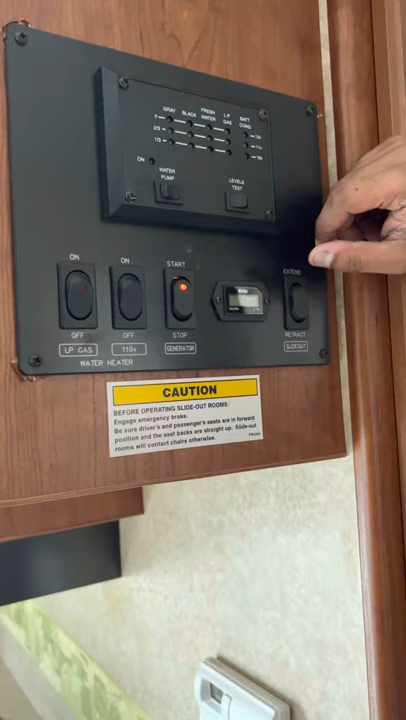 GRAY BLACK FRESH WATER L.P. GAS BATT COND.
F
2/3
1/3
ON
WATER PUMP
LEVELS TEST
ON ON START EXTEND
OFF OFF STOP RETRACT
LP GAS 110v GENERATOR SLIDEOUT
WATER HEATER
CAUTION
BEFORE OPERATING SLIDE-OUT ROOMS:
Engage emergency brake.
Be sure driver's and passenger's seats are in forward
position and the seat backs are straight up. Slide-out
rooms will contact chairs otherwise.